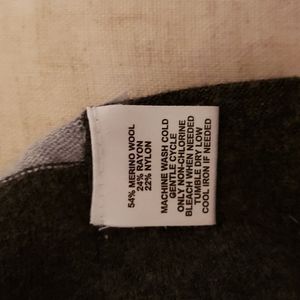 54% MERINO WOOL
24% RAYON
22% NYLON
MACHINE WASH COLD
GENTLE CYCLE
ONLY NON-CHLORINE
BLEACH WHEN NEEDED
TUMBLE DRY LOW
COOL IRON IF NEEDED